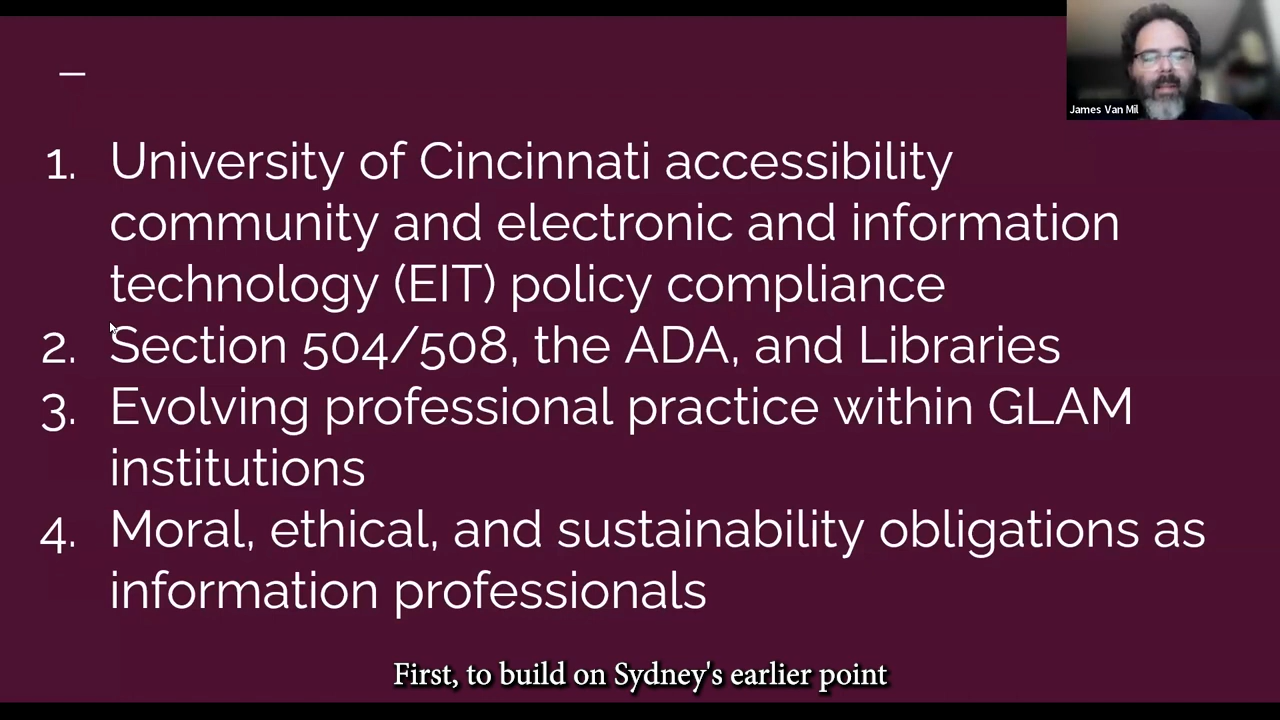 James Van Mil
1. University of Cincinnati accessibility
community and electronic and information
technology (EIT) policy compliance
2. Section 504/508, the ADA, and Libraries
3. Evolving professional practice within GLAM
institutions
4. Moral, ethical, and sustainability obligations as
information professionals
First, to build on Sydney's earlier point